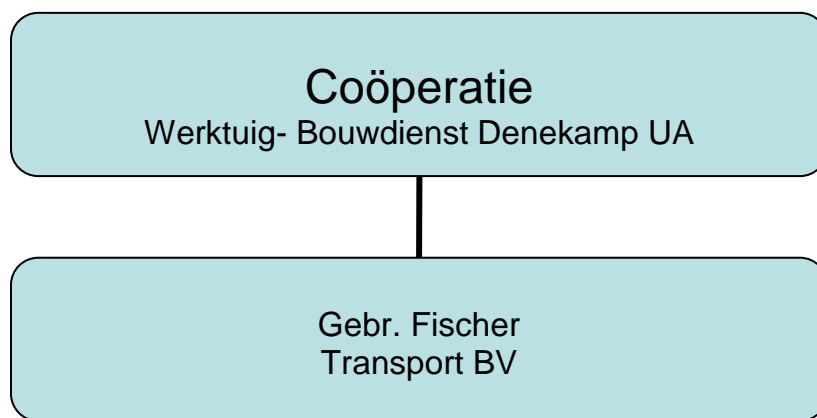 Coöperatie
Werktuig- Bouwdienst Denekamp UA
Gebr. Fischer
Transport BV